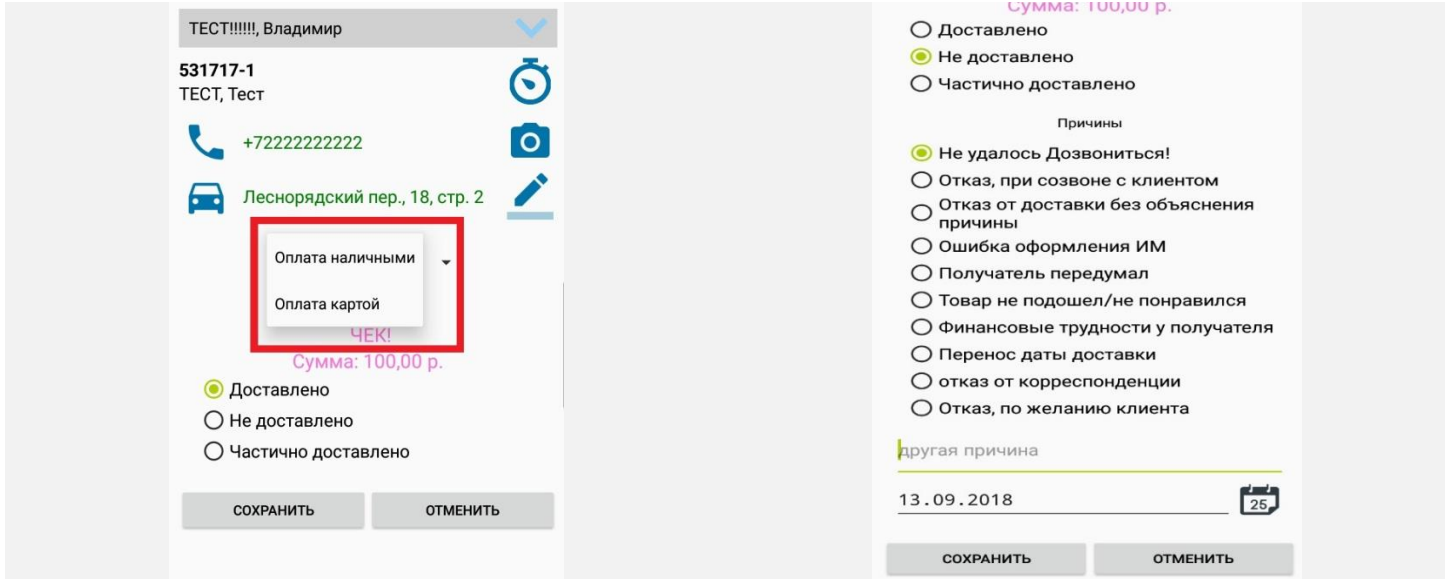 ТЕСТ!!!!!!, Владимир
531717-1
ТЕСТ, Тест
+72222222222
Леснорядский пер., 18, стр. 2
Оплата наличными
Оплата картой
ЧЕК!
Сумма: 100,00 р.
Доставлено
Не доставлено
Частично доставлено
СОХРАНИТЬ ОТМЕНИТЬ
Сумма: 100,00 р.
Доставлено
Не доставлено
Частично доставлено
Причины
Не удалось Дозвониться!
Отказ, при созвоне с клиентом
Отказ от доставки без объяснения
причины
Ошибка оформления ИМ
Получатель передумал
Товар не подошел/не понравился
Финансовые трудности у получателя
Перенос даты доставки
отказ от корреспонденции
Отказ, по желанию клиента
другая причина
13.09.2018
25
СОХРАНИТЬ ОТМЕНИТЬ